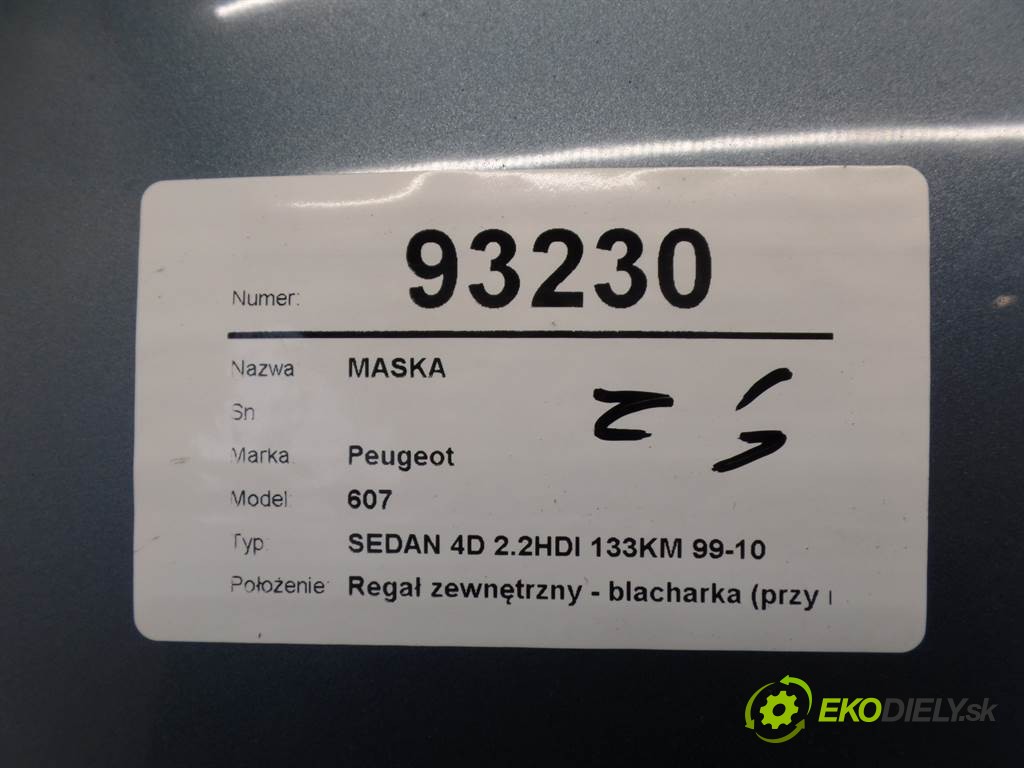 Numer: 93230
Nazwa MASKA
Sn
Marka Peugeot
Model 607
Typ: SEDAN 4D 2.2HDI 133KM 99-10
Położenie: Regał zewnętrzny - blacharka (przy
EKODIELY.sk